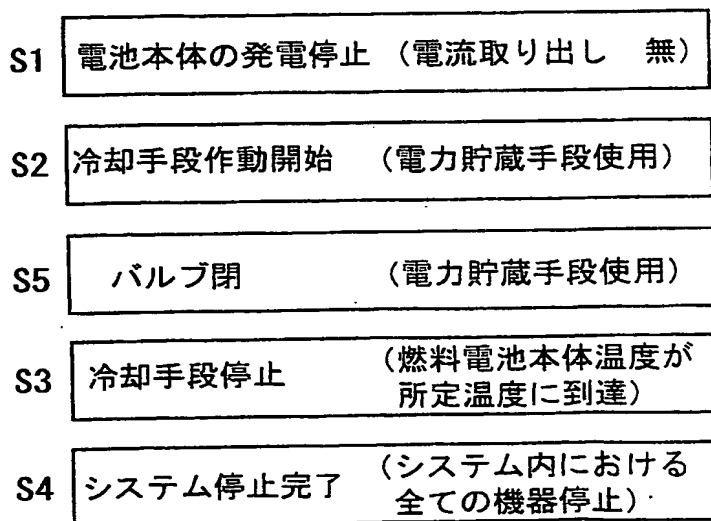 S1 電池本体の発電停止 (電流取り出し 無)
S2 冷却手段作動開始 (電力貯蔵手段使用)
S5 バルブ閉 (電力貯蔵手段使用)
S3 冷却手段停止 (燃料電池本体温度が
所定温度に到達)
S4 システム停止完了 (システム内における
全ての機器停止)